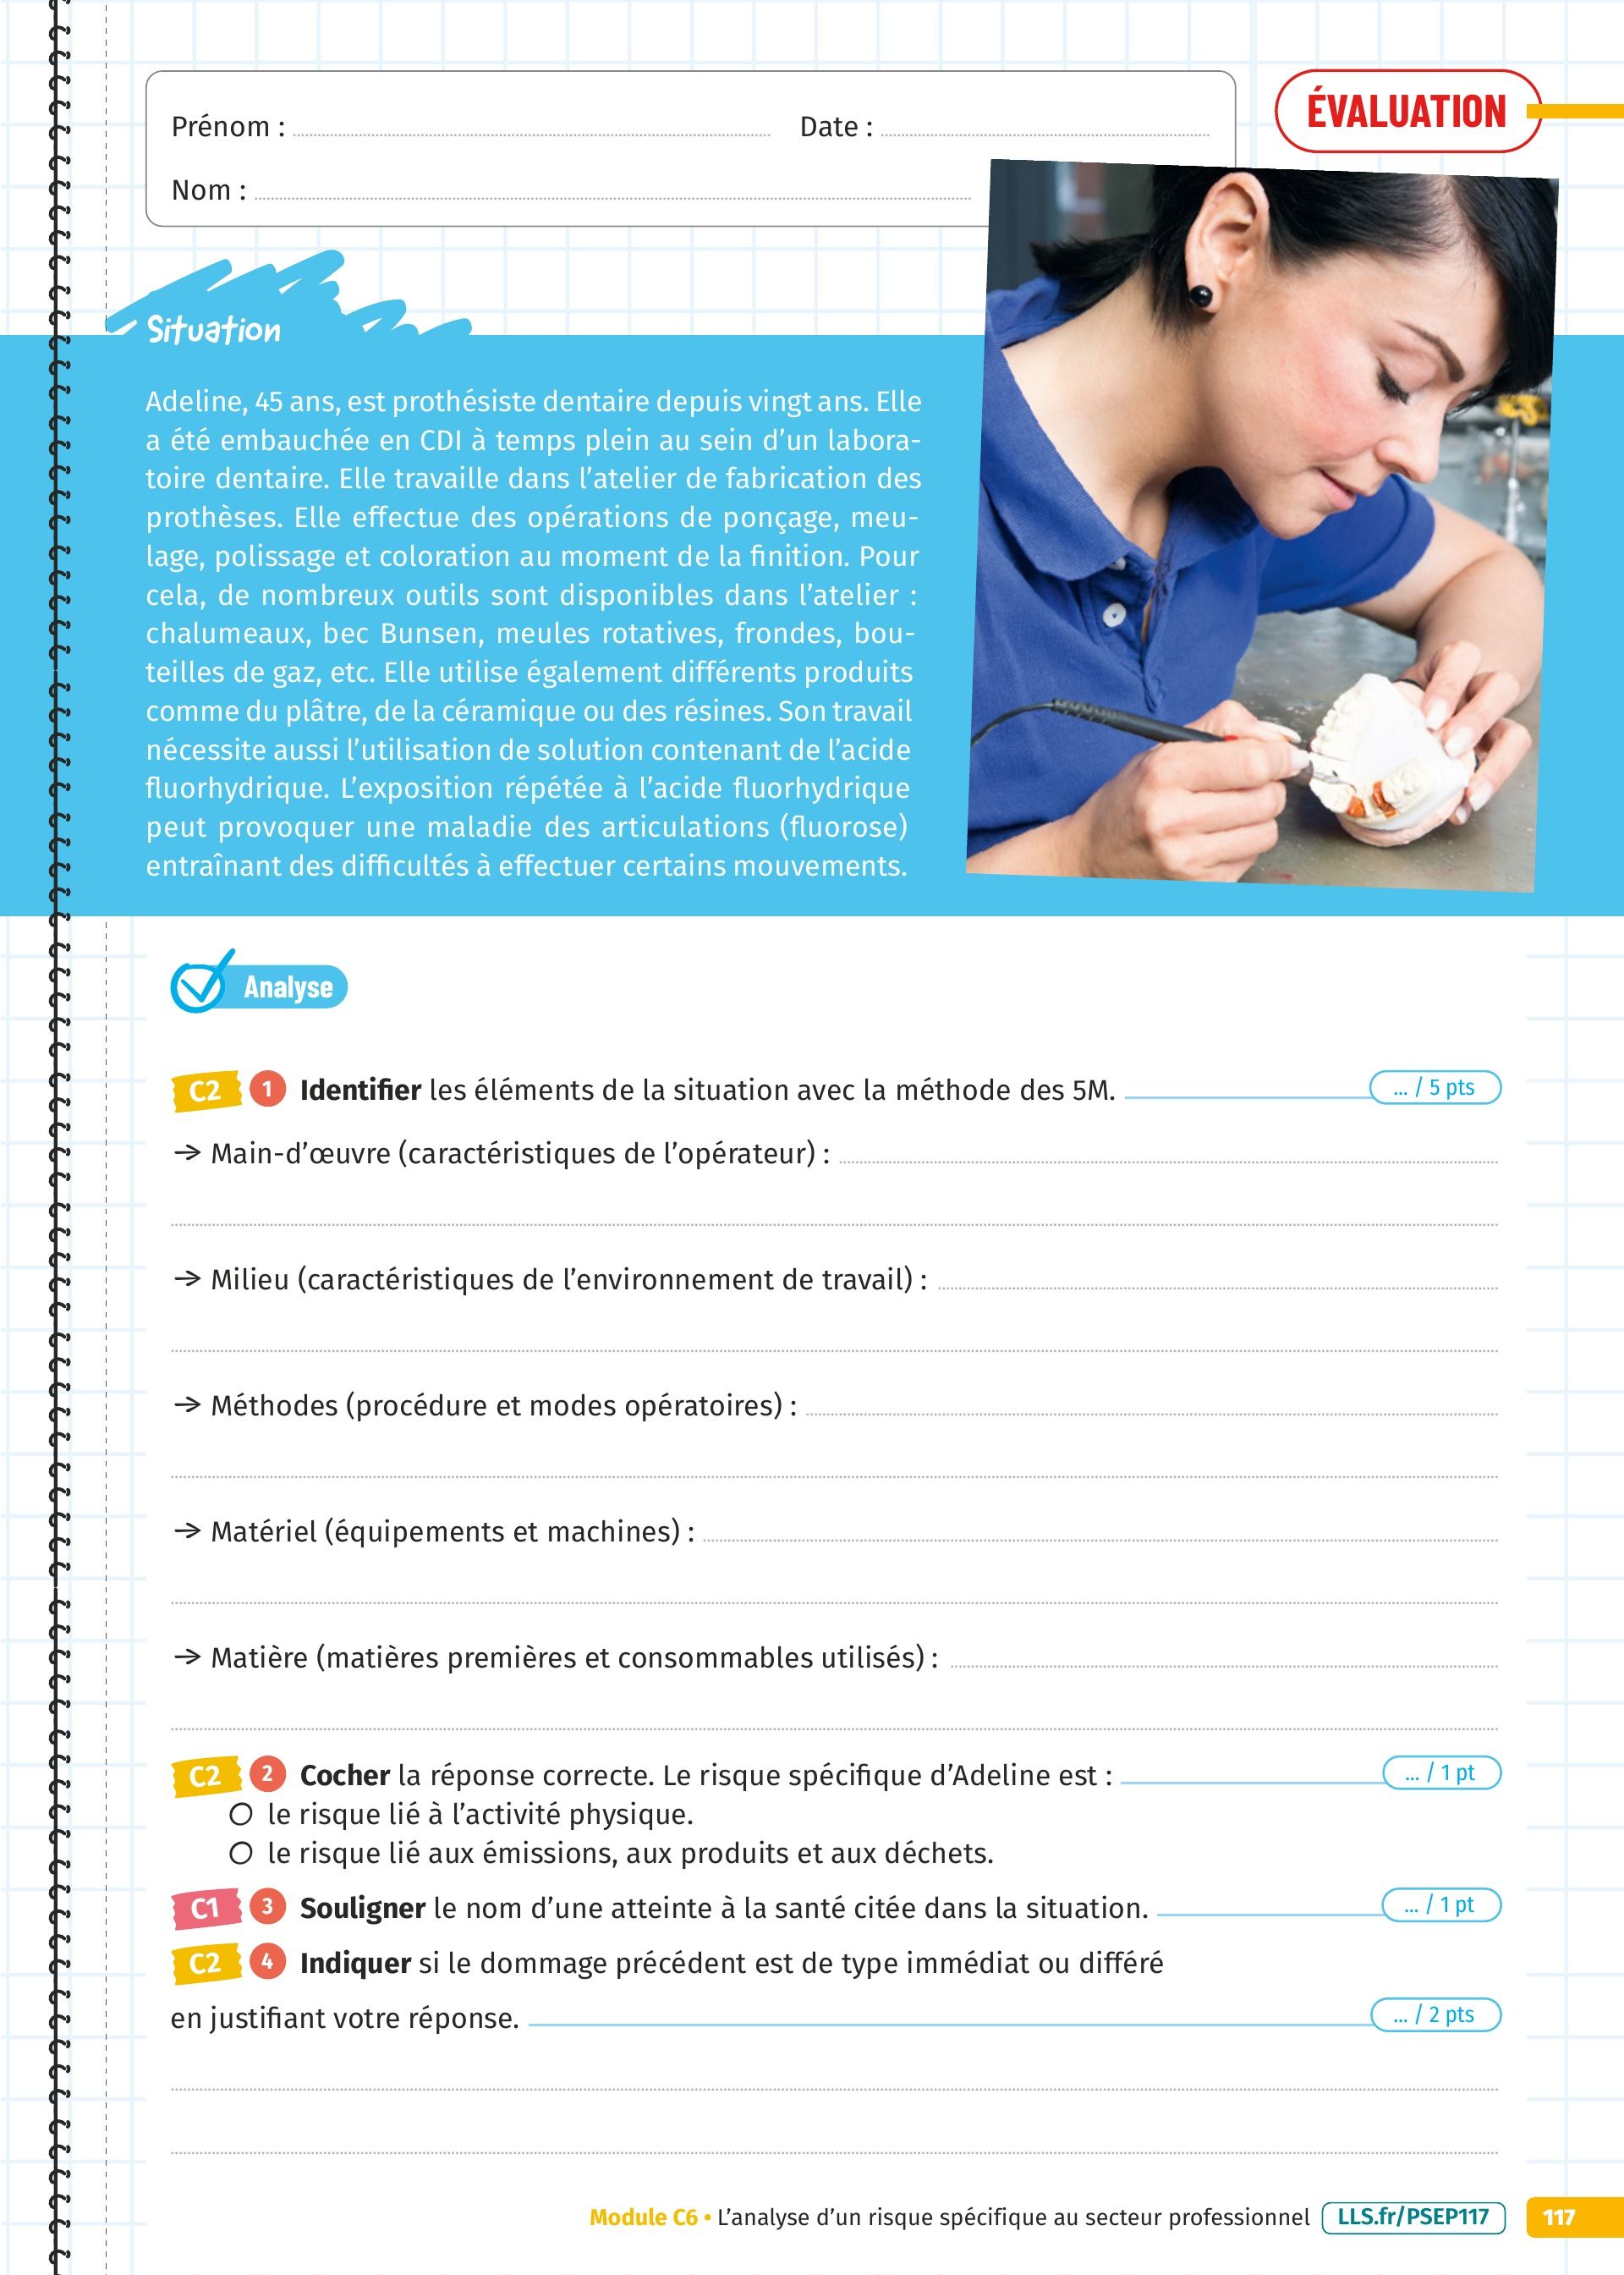 Prénom :
Date :
ÉVALUATION
Nom :
Situation
Adeline, 45 ans, est prothésiste dentaire depuis vingt ans. Elle
a été embauchée en CDI à temps plein au sein d'un labora-
toire dentaire. Elle travaille dans l'atelier de fabrication des
prothèses. Elle effectue des opérations de ponçage, meu-
lage, polissage et coloration au moment de la finition. Pour
cela, de nombreux outils sont disponibles dans l'atelier :
chalumeaux, bec Bunsen, meules rotatives, frondes, bou-
teilles de gaz, etc. Elle utilise également différents produits
comme du plâtre, de la céramique ou des résines. Son travail
nécessite aussi l'utilisation de solution contenant de l'acide
fluorhydrique. L'exposition répétée à l'acide fluorhydrique
peut provoquer une maladie des articulations (fluorose)
entraînant des difficultés à effectuer certains mouvements.
Analyse
C2 1 Identifier les éléments de la situation avec la méthode des 5M. ... / 5 pts
→ Main-d'œuvre (caractéristiques de l'opérateur) :
→ Milieu (caractéristiques de l'environnement de travail) :
→ Méthodes (procédure et modes opératoires) :
→ Matériel (équipements et machines) :
→ Matière (matières premières et consommables utilisés) :
C2 2 Cocher la réponse correcte. Le risque spécifique d'Adeline est : ... / 1 pt
le risque lié à l'activité physique.
le risque lié aux émissions, aux produits et aux déchets.
C1 3 Souligner le nom d'une atteinte à la santé citée dans la situation. ... / 1 pt
C2 4 Indiquer si le dommage précédent est de type immédiat ou différé
en justifiant votre réponse. ... / 2 pts
Module C6 • L'analyse d'un risque spécifique au secteur professionnel LLS.fr/PSEP117 117